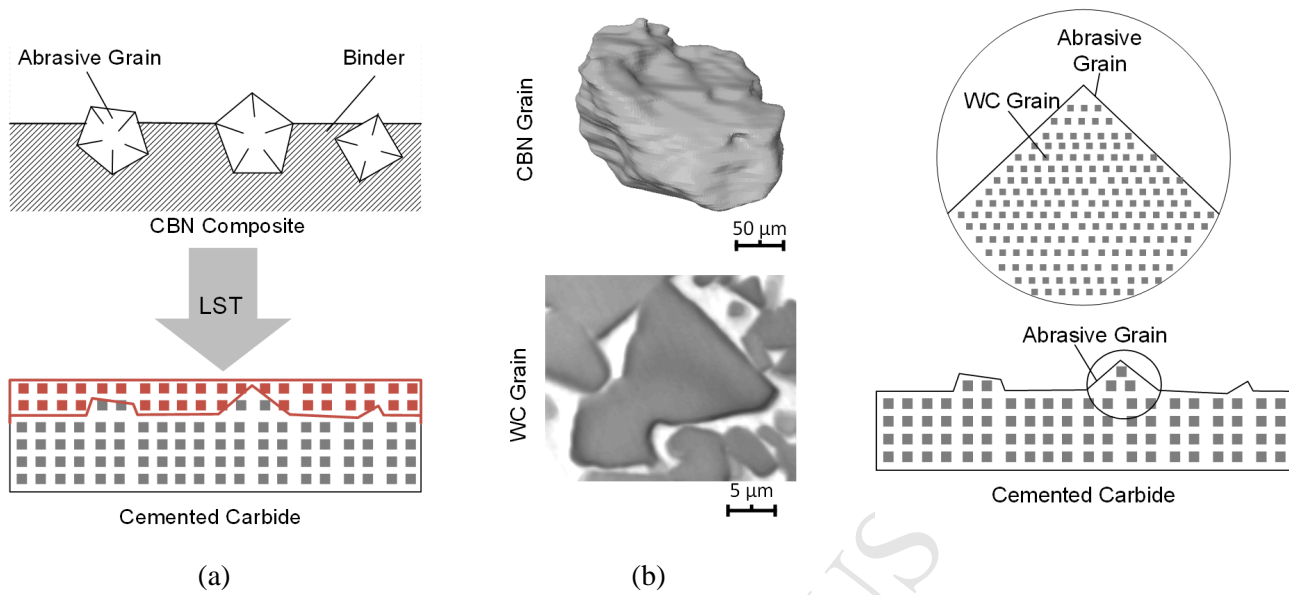 Abrasive Grain
Binder
CBN Composite
LST
Cemented Carbide
(a)
CBN Grain
50 µm
WC Grain
5 µm
(b)
Abrasive
Grain
WC Grain
Abrasive Grain
Cemented Carbide